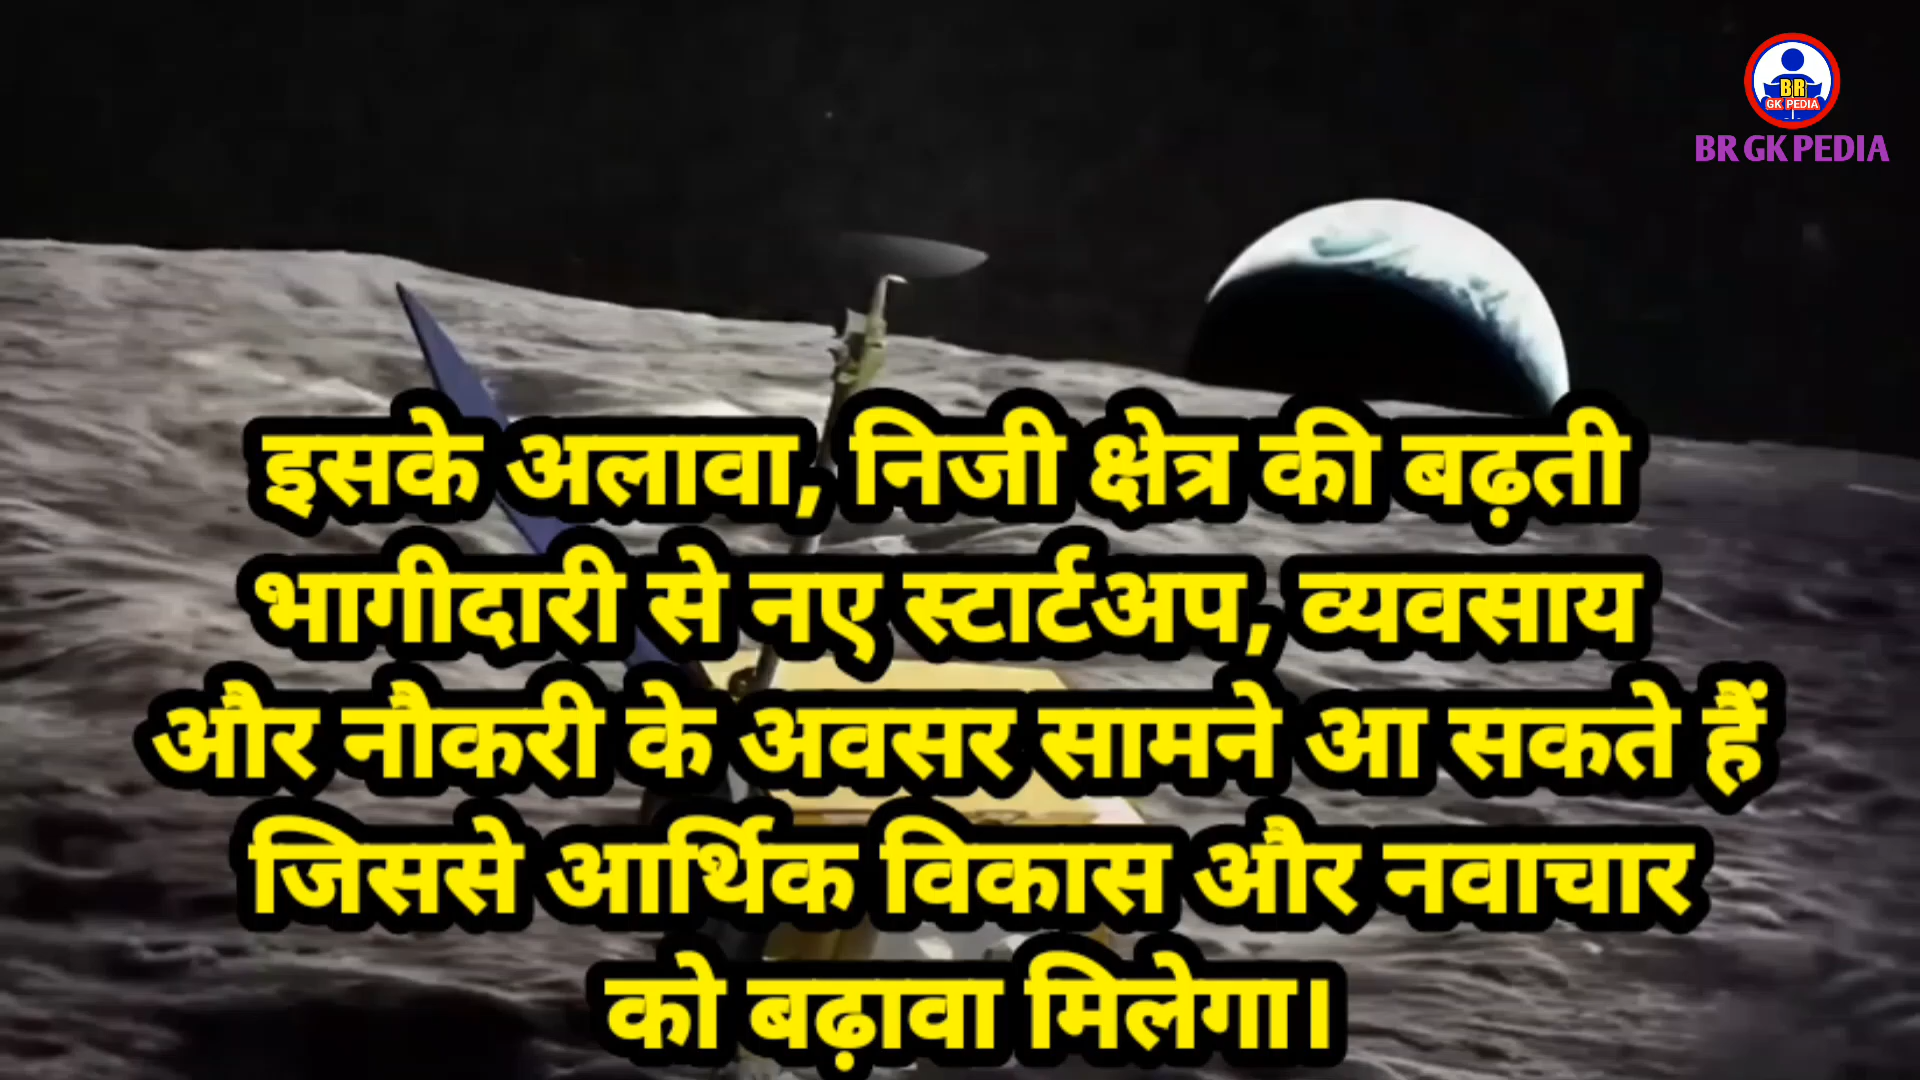 BR
GK PEDIA
BR GK PEDIA
इसके अलावा, निजी क्षेत्र की बढ़ती
भागीदारी से नए स्टार्टअप, व्यवसाय
और नौकरी के अवसर सामने आ सकते हैं
जिससे आर्थिक विकास और नवाचार
को बढ़ावा मिलेगा।